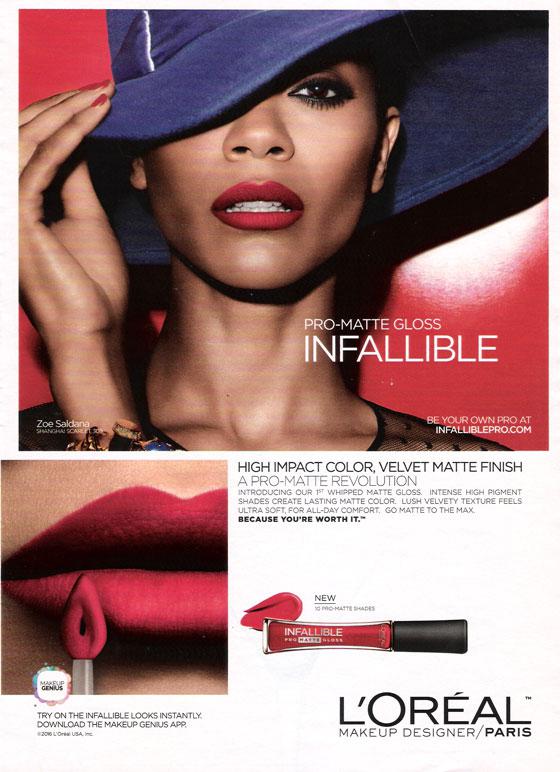 PRO-MATTE GLOSS
INFALLIBLE
Zoe Saldana
SHANGHAI SCARLET 308
BE YOUR OWN PRO AT
INFALLIBLEPRO.COM
HIGH IMPACT COLOR, VELVET MATTE FINISH
A PRO-MATTE REVOLUTION
INTRODUCING OUR 1ST WHIPPED MATTE GLOSS. INTENSE HIGH PIGMENT
SHADES CREATE LASTING MATTE COLOR. LUSH VELVETY TEXTURE FEELS
ULTRA SOFT, FOR ALL-DAY COMFORT. GO MATTE TO THE MAX.
BECAUSE YOU'RE WORTH IT.™
NEW
10 PRO-MATTE SHADES
INFALLIBLE
PRO MATTE GLOSS
MAKEUP
GENIUS
TRY ON THE INFALLIBLE LOOKS INSTANTLY.
DOWNLOAD THE MAKEUP GENIUS APP.
©2016 L'Oréal USA, Inc.
L'ORÉAL™
MAKEUP DESIGNER/PARIS